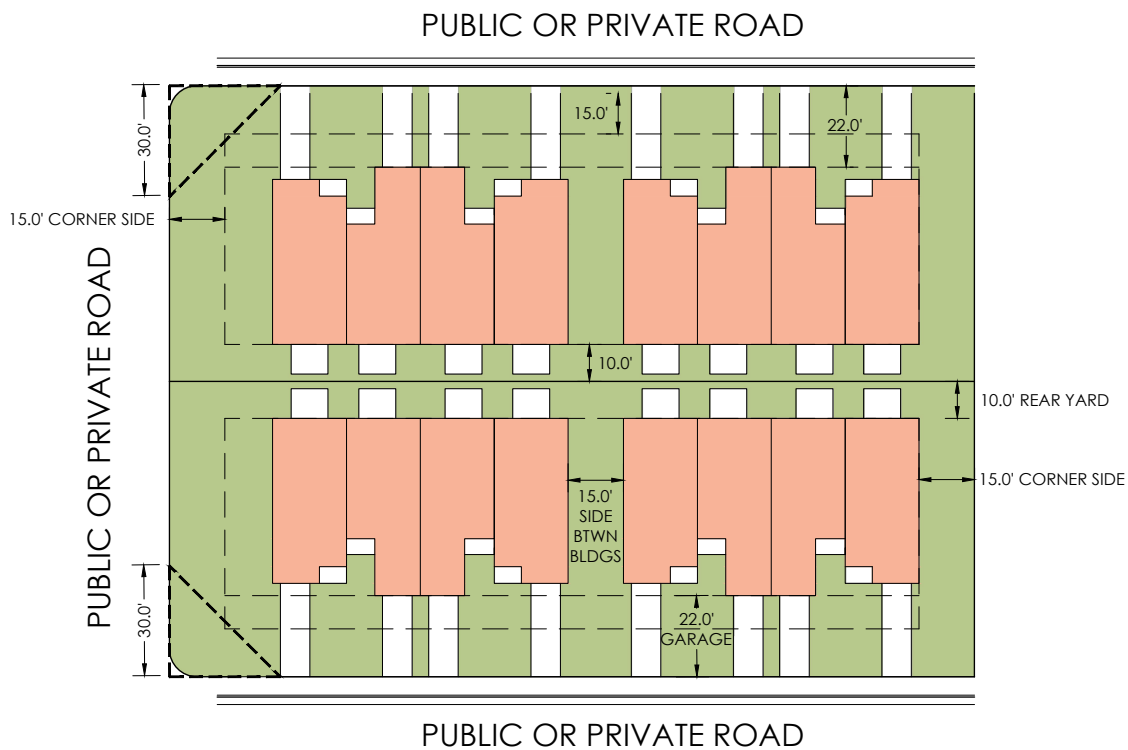 PUBLIC OR PRIVATE ROAD
30.0'
15.0'
22.0'
15.0' CORNER SIDE
PUBLIC OR PRIVATE ROAD
10.0'
10.0' REAR YARD
15.0' CORNER SIDE
15.0'
SIDE
BTWN
BLDGS
30.0'
22.0'
GARAGE
PUBLIC OR PRIVATE ROAD